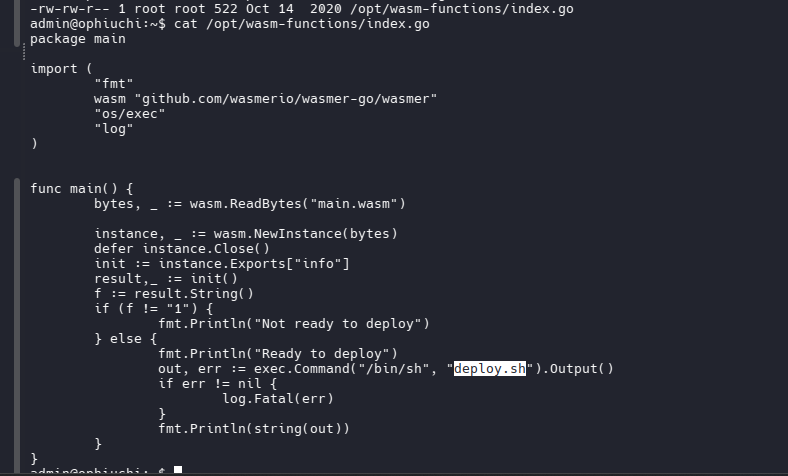 -rw-rw-r-- 1 root root 522 Oct 14  2020 /opt/wasm-functions/index.go
admin@ophiuchi:~$ cat /opt/wasm-functions/index.go
package main
import (
        "fmt"
        wasm "github.com/wasmerio/wasmer-go/wasmer"
        "os/exec"
        "log"
)
func main() {
        bytes, _ := wasm.ReadBytes("main.wasm")
        instance, _ := wasm.NewInstance(bytes)
        defer instance.Close()
        init := instance.Exports["info"]
        result,_ := init()
        f := result.String()
        if (f != "1") {
                fmt.Println("Not ready to deploy")
        } else {
                fmt.Println("Ready to deploy")
                out, err := exec.Command("/bin/sh", "deploy.sh").Output()
                if err != nil {
                        log.Fatal(err)
                }
                fmt.Println(string(out))
        }
}
admin@ophiuchi:~$